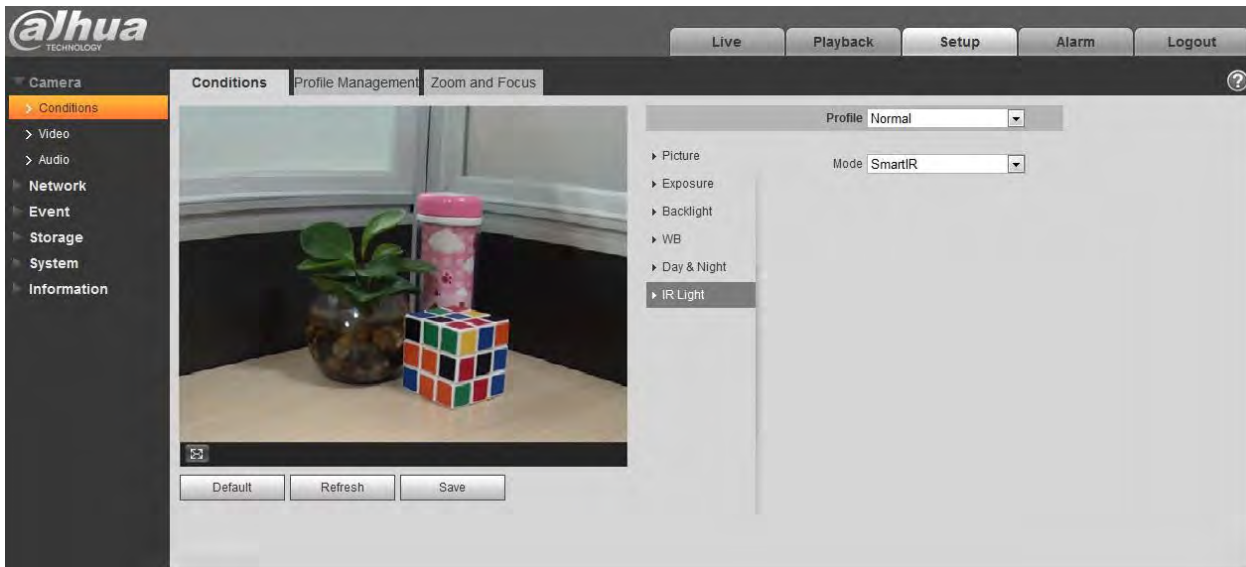 alhua
TECHNOLOGY
Live
Playback
Setup
Alarm
Logout
Camera
Conditions
Video
Audio
Network
Event
Storage
System
Information
Conditions
Profile Management
Zoom and Focus
?
Profile Normal
Picture
Exposure
Backlight
WB
Day & Night
IR Light
Mode SmartIR
Default
Refresh
Save